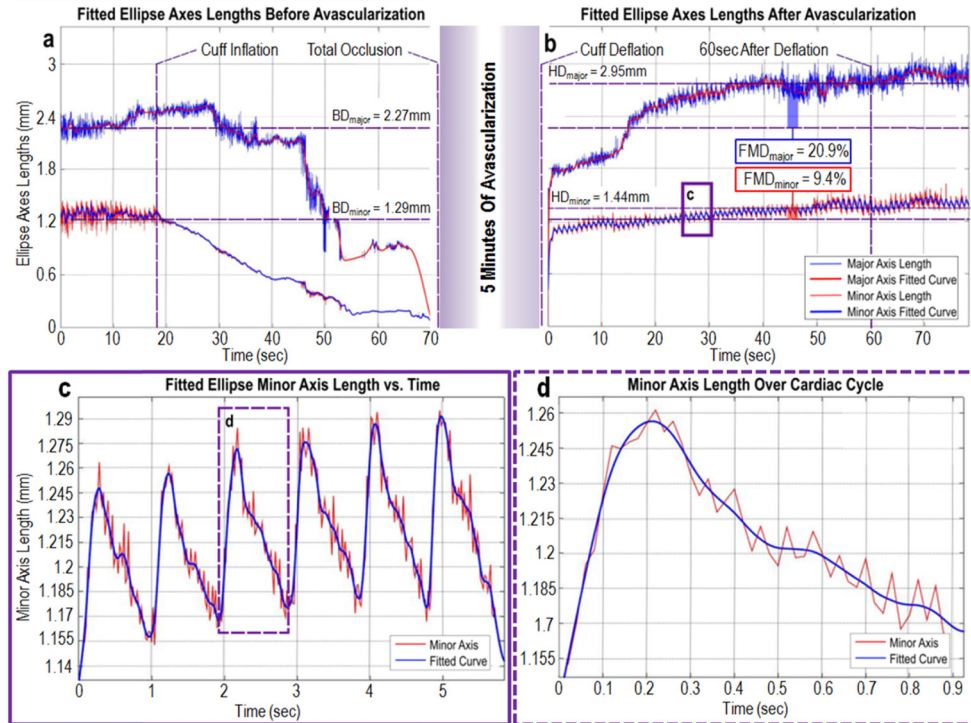 Fitted Ellipse Axes Lengths Before Avascularization
Fitted Ellipse Axes Lengths After Avascularization
a
Cuff Inflation
Total Occlusion
3
2.4
1.8
1.2
0.6
0
Ellipse Axes Lengths (mm)
BDmajor = 2.27mm
BDminor = 1.29mm
0 10 20 30 40 50 60 70
Time (sec)
5 Minutes Of Avascularization
b
Cuff Deflation
60sec After Deflation
HDmajor = 2.95mm
FMDmajor = 20.9%
FMDminor = 9.4%
HDminor = 1.44mm
c
Major Axis Length
Major Axis Fitted Curve
Minor Axis Length
Minor Axis Fitted Curve
0 10 20 30 40 50 60 70
Time (sec)
c
Fitted Ellipse Minor Axis Length vs. Time
1.29
1.275
1.26
1.245
1.23
1.215
1.2
1.185
1.17
1.155
1.14
Minor Axis Length (mm)
d
Minor Axis
Fitted Curve
0 1 2 3 4 5
Time (sec)
d
Minor Axis Length Over Cardiac Cycle
1.26
1.245
1.23
1.215
1.2
1.185
1.7
1.155
Minor Axis
Fitted Curve
0 0.1 0.2 0.3 0.4 0.5 0.6 0.7 0.8 0.9
Time (sec)